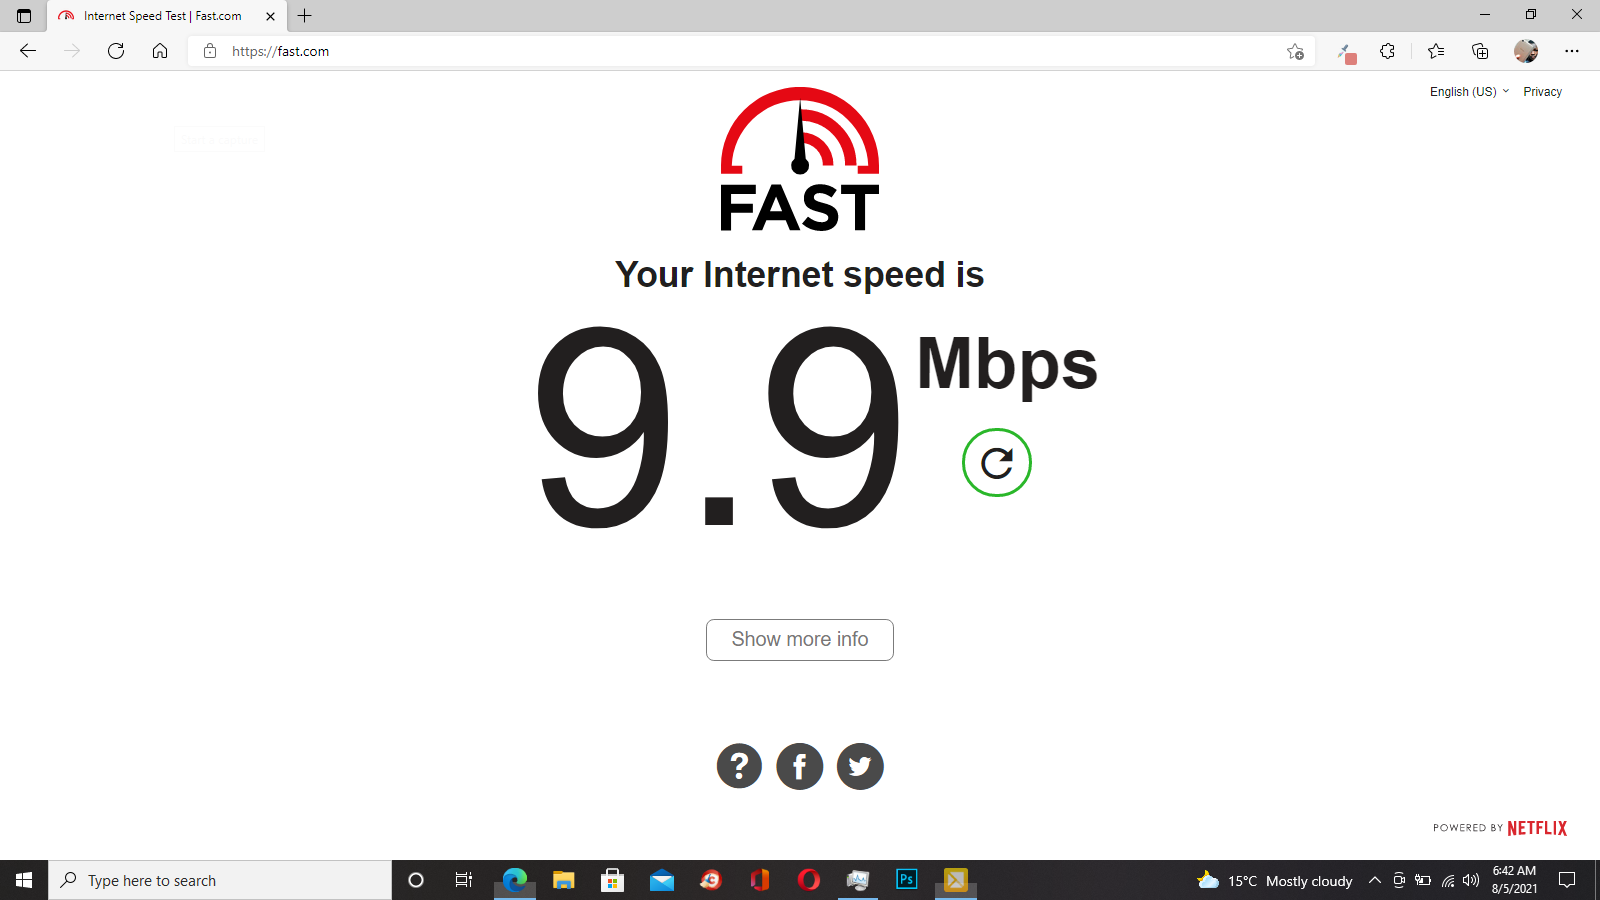 Internet Speed Test | Fast.com
https://fast.com
English (US)
Privacy
FAST
Your Internet speed is
9.9 Mbps
Show more info
?
f
POWERED BY NETFLIX
Type here to search
Ps
15°C Mostly cloudy
6:42 AM
8/5/2021